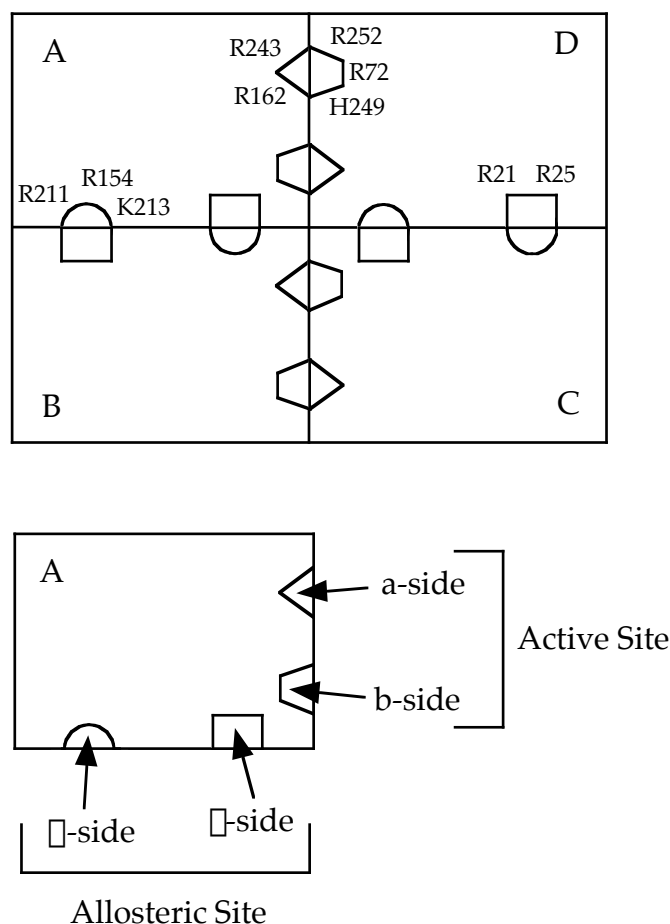 A
D
R243
R252
R72
R162
H249
R211
R154
K213
R21
R25
B
C
A
a-side
Active Site
b-side
▯-side
▯-side
Allosteric Site